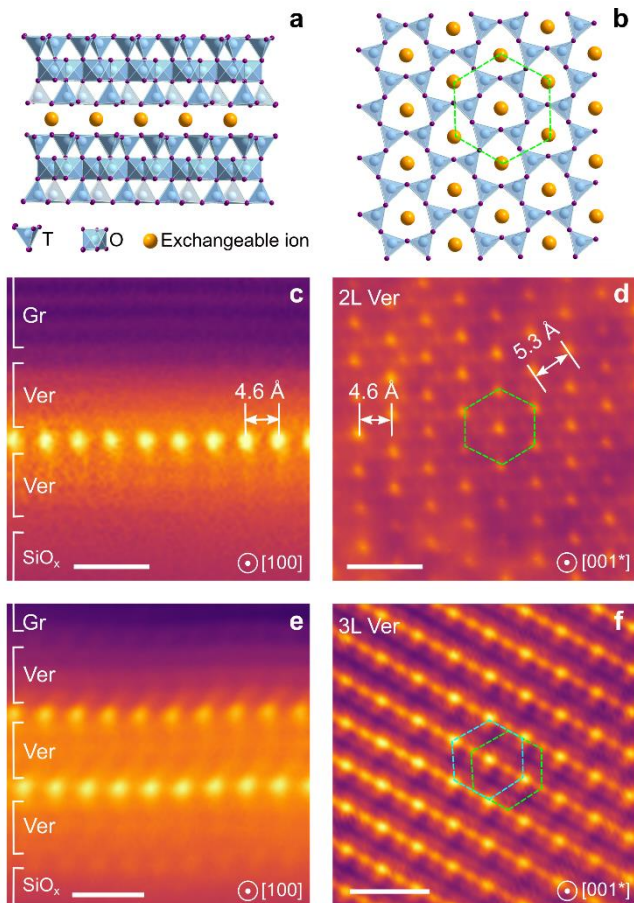 a
b
T
O
Exchangeable ion
c
Gr
Ver
4.6 Å
Ver
SiOₓ
[100]
2L Ver
d
5.3 Å
4.6 Å
[001*]
e
Gr
Ver
Ver
Ver
SiOₓ
[100]
3L Ver
f
[001*]